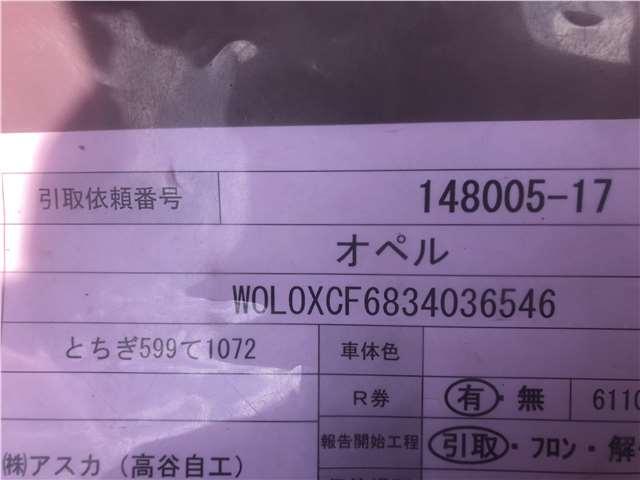 引取依頼番号 148005-17
オペル
WOLOXCF6834036546
とちぎ599て1072 車体色
R券 有・無 6110
報告開始工程 引取・フロン・解
㈱アスカ（高谷自工）